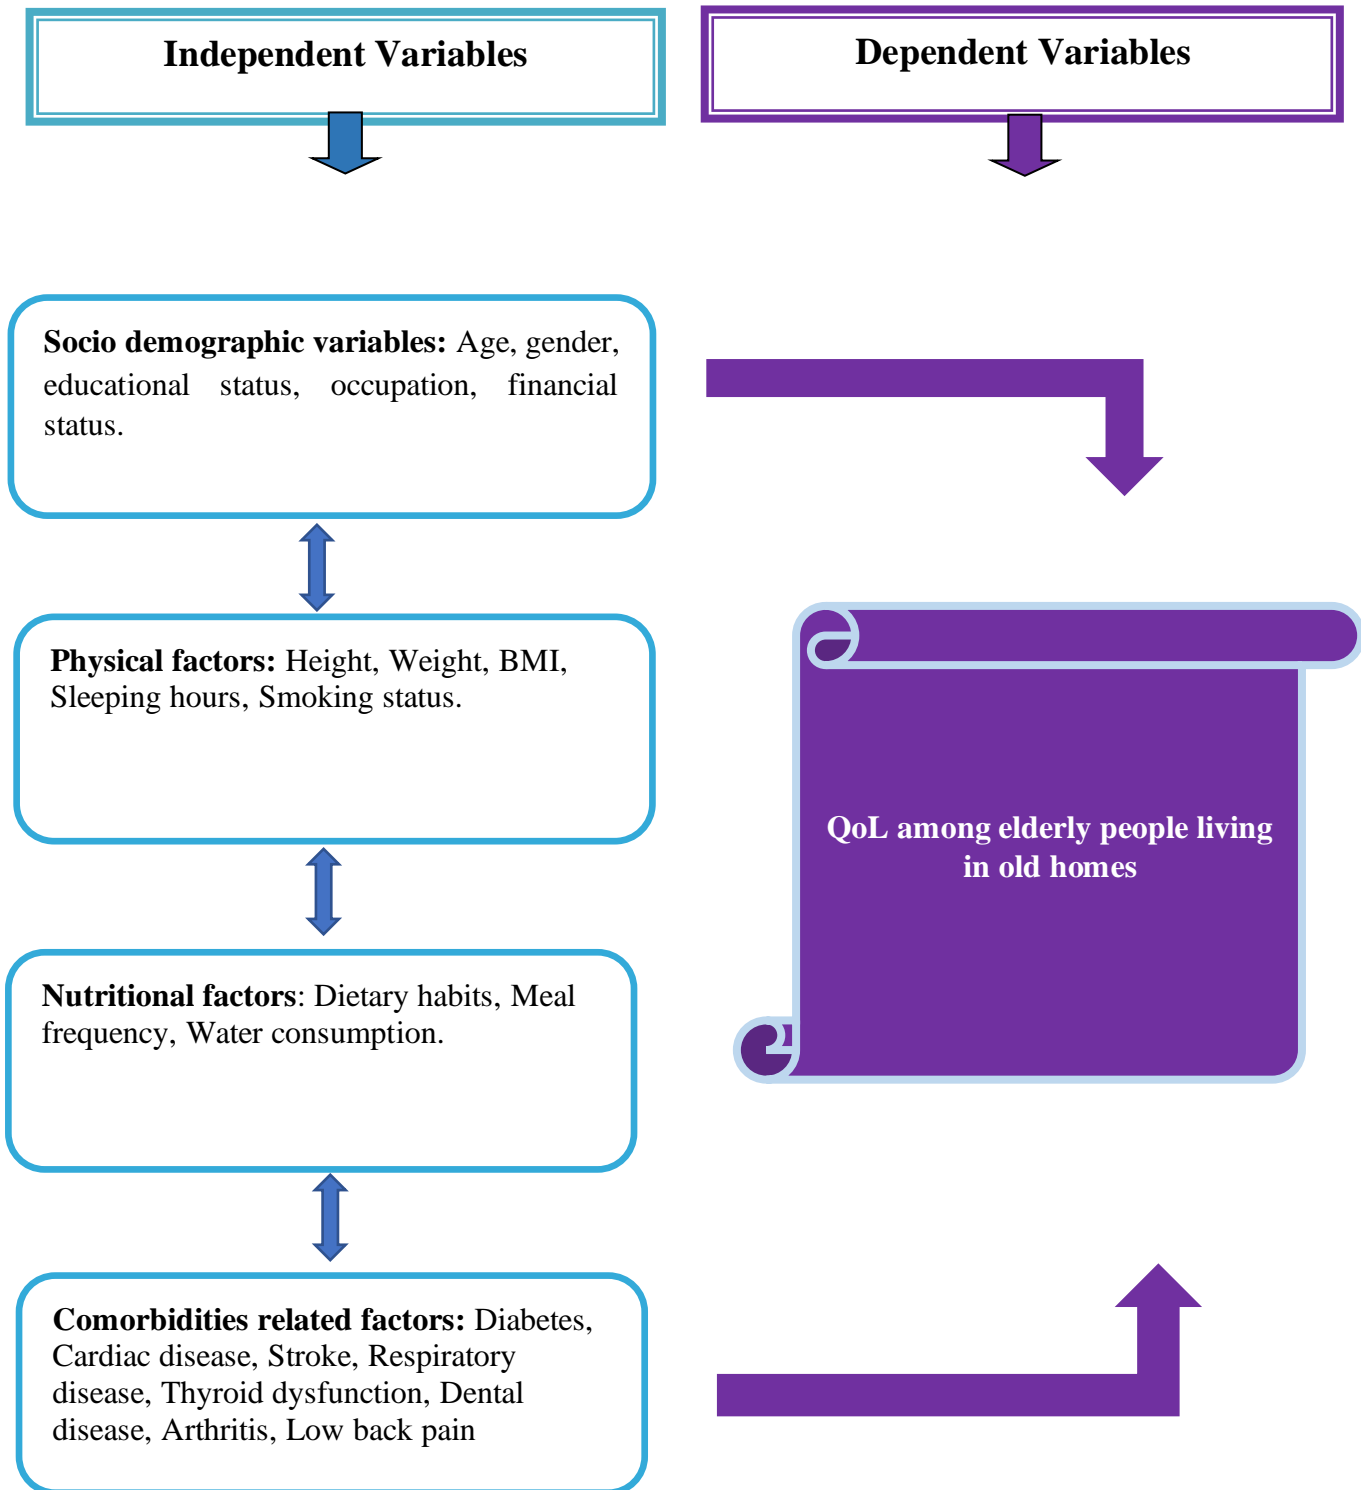 Independent Variables
Dependent Variables
Socio demographic variables: Age, gender,
educational status, occupation, financial
status.
Physical factors: Height, Weight, BMI,
Sleeping hours, Smoking status.
QoL among elderly people living
in old homes
Nutritional factors: Dietary habits, Meal
frequency, Water consumption.
Comorbidities related factors: Diabetes,
Cardiac disease, Stroke, Respiratory
disease, Thyroid dysfunction, Dental
disease, Arthritis, Low back pain